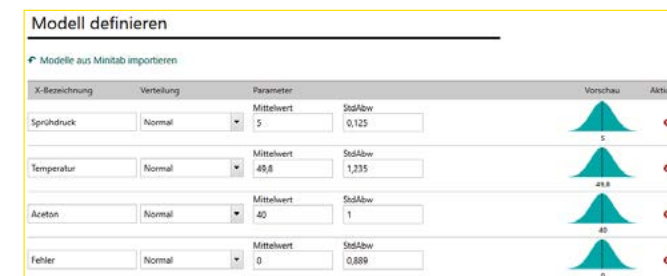 Modell definieren
Modelle aus Minitab importieren
X-Bezeichnung Verteilung Parameter Vorschau
Mittelwert StdAbw
Sprühdruck Normal 5 0,125
5
Mittelwert StdAbw
Temperatur Normal 49,8 1,235
49,8
Mittelwert StdAbw
Aceton Normal 40 1
40
Mittelwert StdAbw
Fehler Normal 0 0,889
0